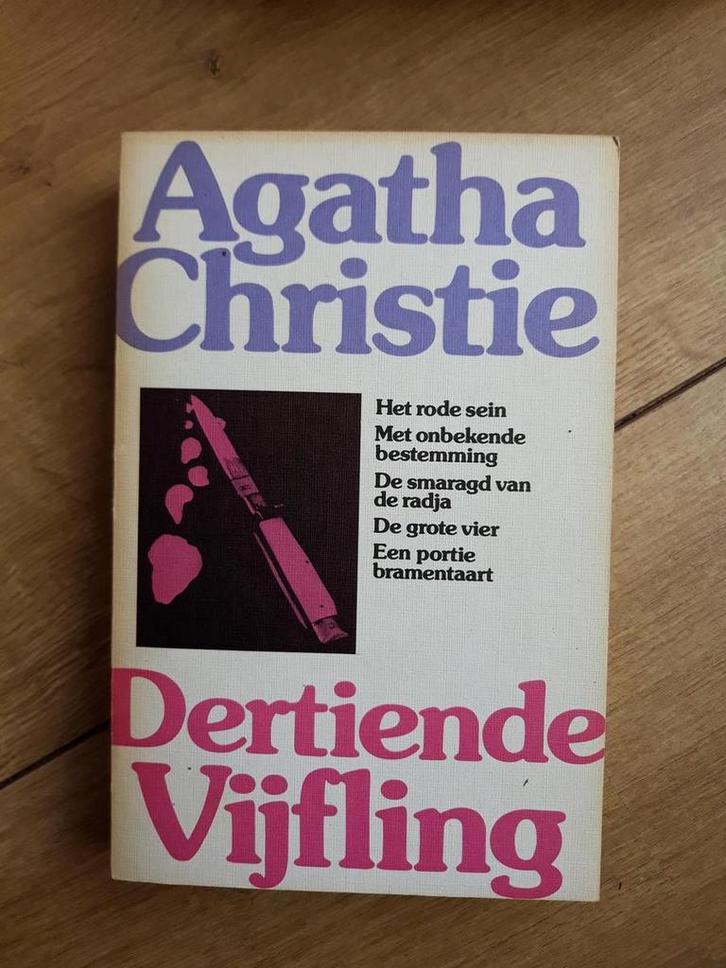 Agatha
Christie
Het rode sein
Met onbekende
bestemming
De smaragd van
de radja
De grote vier
Een portie
bramentaart
Dertiende
Vijfling